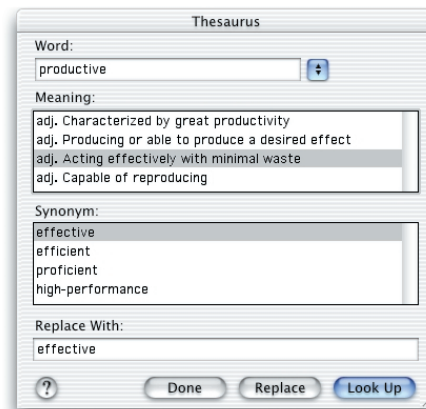 Thesaurus
Word:
productive
Meaning:
adj. Characterized by great productivity
adj. Producing or able to produce a desired effect
adj. Acting effectively with minimal waste
adj. Capable of reproducing
Synonym:
effective
efficient
proficient
high-performance
Replace With:
effective
? Done Replace Look Up